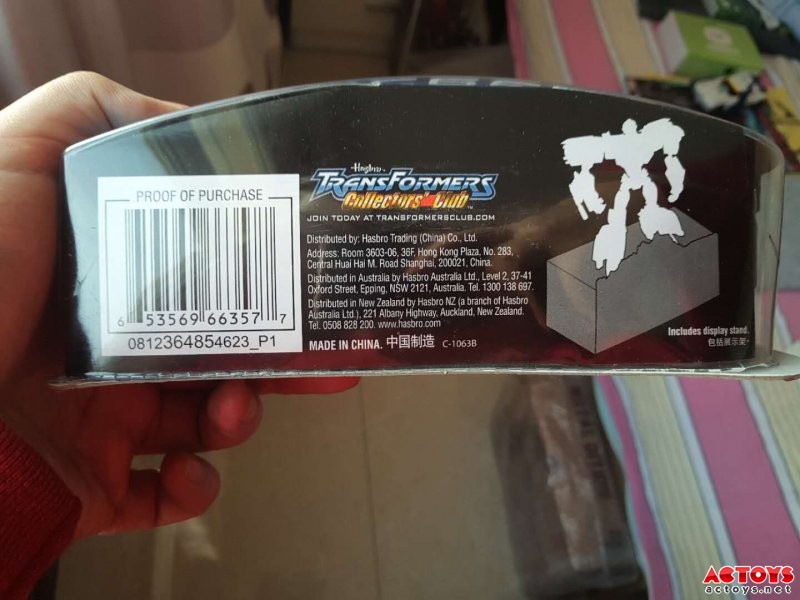 PROOF OF PURCHASE
6 53569 66357 7
0812364854623_P1
Hasbro
TRANSFORMERS
Collectors' Club™
JOIN TODAY AT TRANSFORMERSCLUB.COM
Distributed by: Hasbro Trading (China) Co., Ltd.
Address: Room 3603-06, 36F, Hong Kong Plaza, No. 283,
Central Huai Hai M. Road Shanghai, 200021, China.
Distributed in Australia by Hasbro Australia Ltd., Level 2, 37-41
Oxford Street, Epping, NSW 2121, Australia. Tel. 1300 138 697.
Distributed in New Zealand by Hasbro NZ (a branch of Hasbro
Australia Ltd.), 221 Albany Highway, Auckland, New Zealand.
Tel. 0508 828 200. www.hasbro.com
MADE IN CHINA. 中国制造 C-1063B
Includes display stand.
包括展示架。
ACTOYS
actoys.net